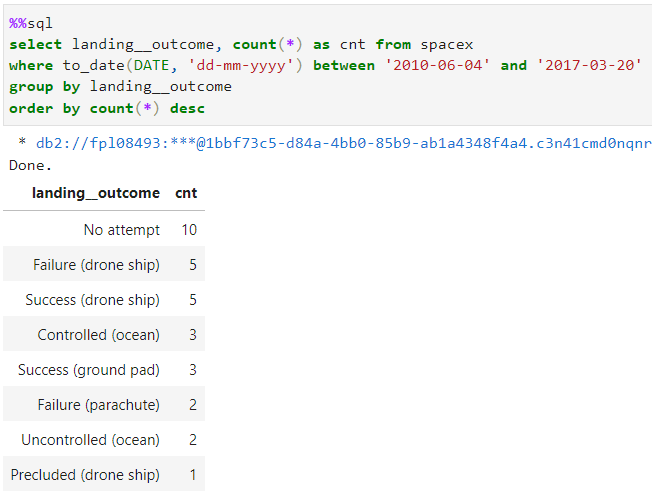 %%sql
select landing__outcome, count(*) as cnt from spacex
where to_date(DATE, 'dd-mm-yyyy') between '2010-06-04' and '2017-03-20'
group by landing__outcome
order by count(*) desc
* db2://fpl08493:***@1bbf73c5-d84a-4bb0-85b9-ab1a4348f4a4.c3n41cmd0nqnr
Done.
landing__outcome cnt
No attempt 10
Failure (drone ship) 5
Success (drone ship) 5
Controlled (ocean) 3
Success (ground pad) 3
Failure (parachute) 2
Uncontrolled (ocean) 2
Precluded (drone ship) 1